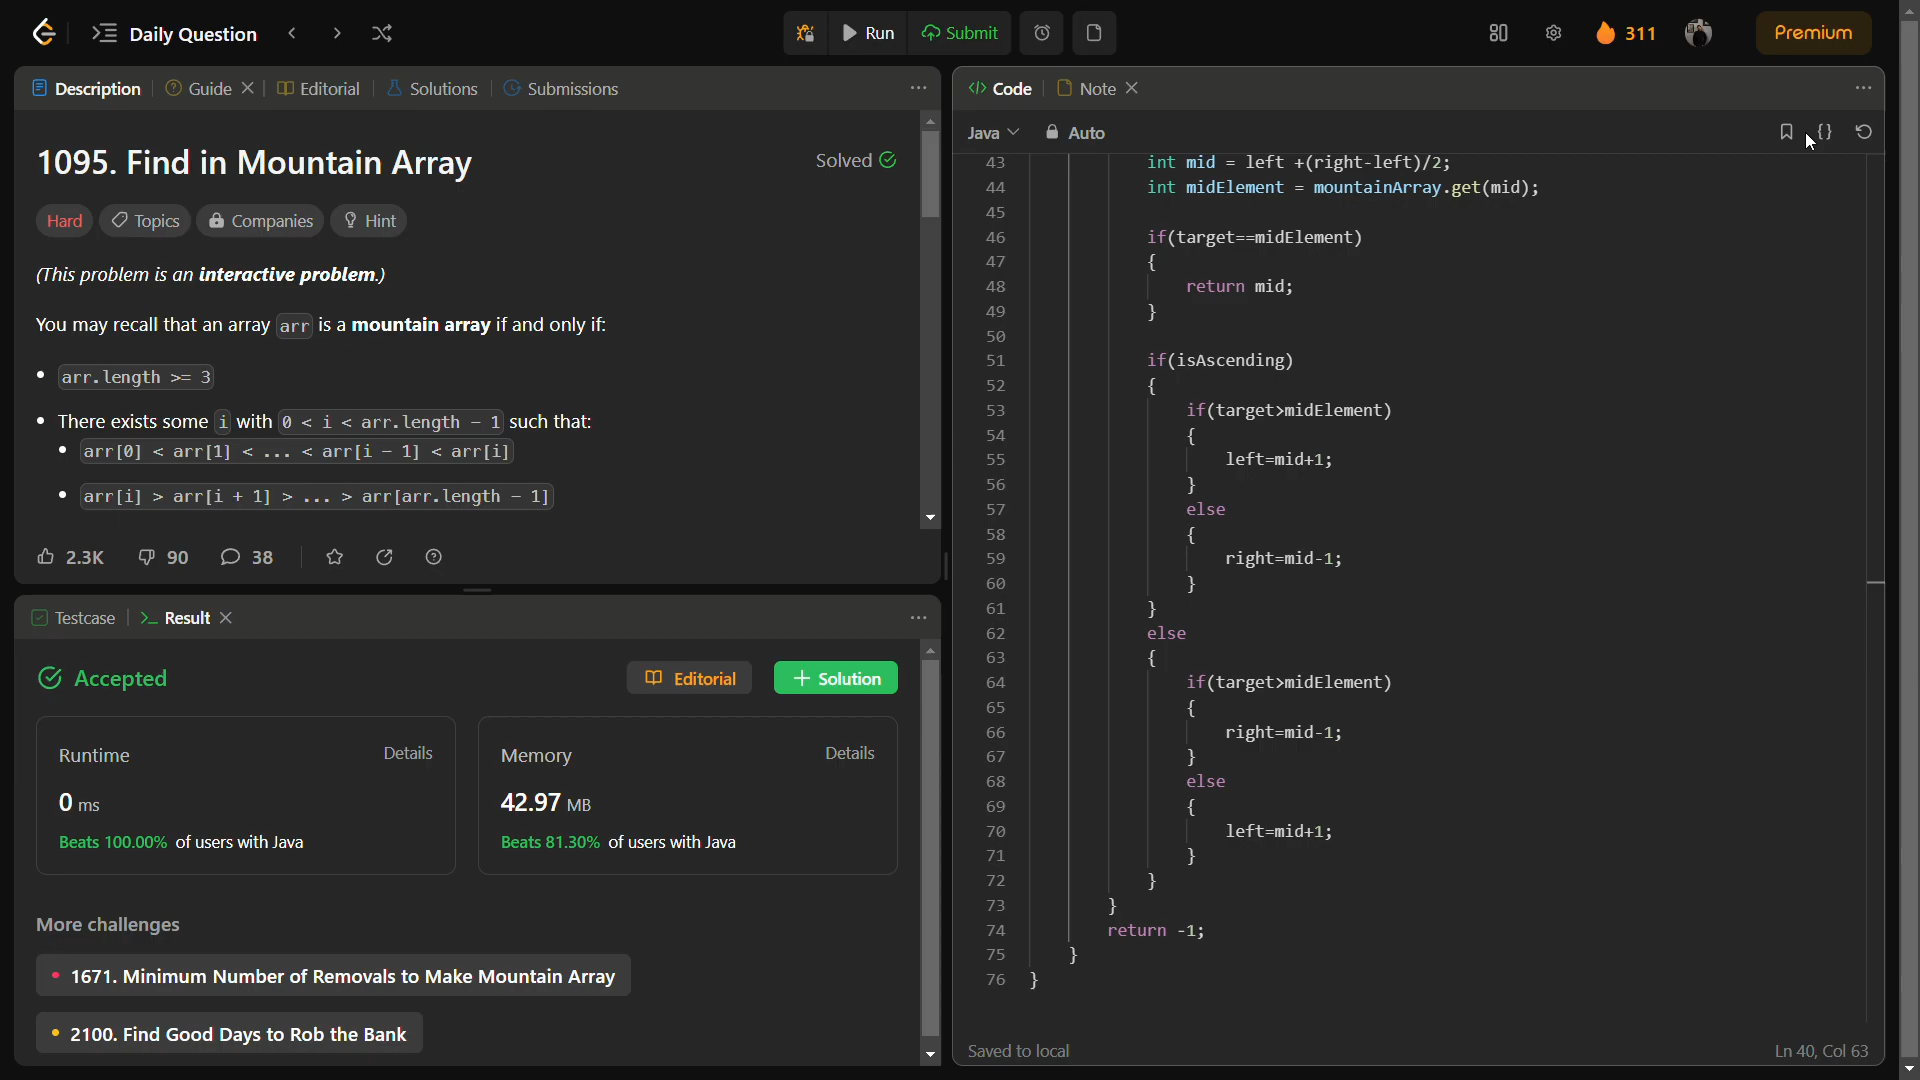 Daily Question
Run
Submit
311
Premium
Description
Guide
Editorial
Solutions
Submissions
1095. Find in Mountain Array
Solved
Hard
Topics
Companies
Hint
(This problem is an interactive problem.)
You may recall that an array arr is a mountain array if and only if:
arr.length >= 3
There exists some i with 0 < i < arr.length - 1 such that:
arr[0] < arr[1] < ... < arr[i - 1] < arr[i]
arr[i] > arr[i + 1] > ... > arr[arr.length - 1]
2.3K
90
38
Testcase
Result
Accepted
Editorial
Solution
Runtime
Details
0 ms
Beats 100.00% of users with Java
Memory
Details
42.97 MB
Beats 81.30% of users with Java
More challenges
1671. Minimum Number of Removals to Make Mountain Array
2100. Find Good Days to Rob the Bank
Code
Note
Java
Auto
{}
43 int mid = left +(right-left)/2;
44 int midElement = mountainArray.get(mid);
45
46 if(target==midElement)
47 {
48 return mid;
49 }
50
51 if(isAscending)
52 {
53 if(target>midElement)
54 {
55 left=mid+1;
56 }
57 else
58 {
59 right=mid-1;
60 }
61 }
62 else
63 {
64 if(target>midElement)
65 {
66 right=mid-1;
67 }
68 else
69 {
70 left=mid+1;
71 }
72 }
73 }
74 return -1;
75 }
76 }
Saved to local
Ln 40, Col 63